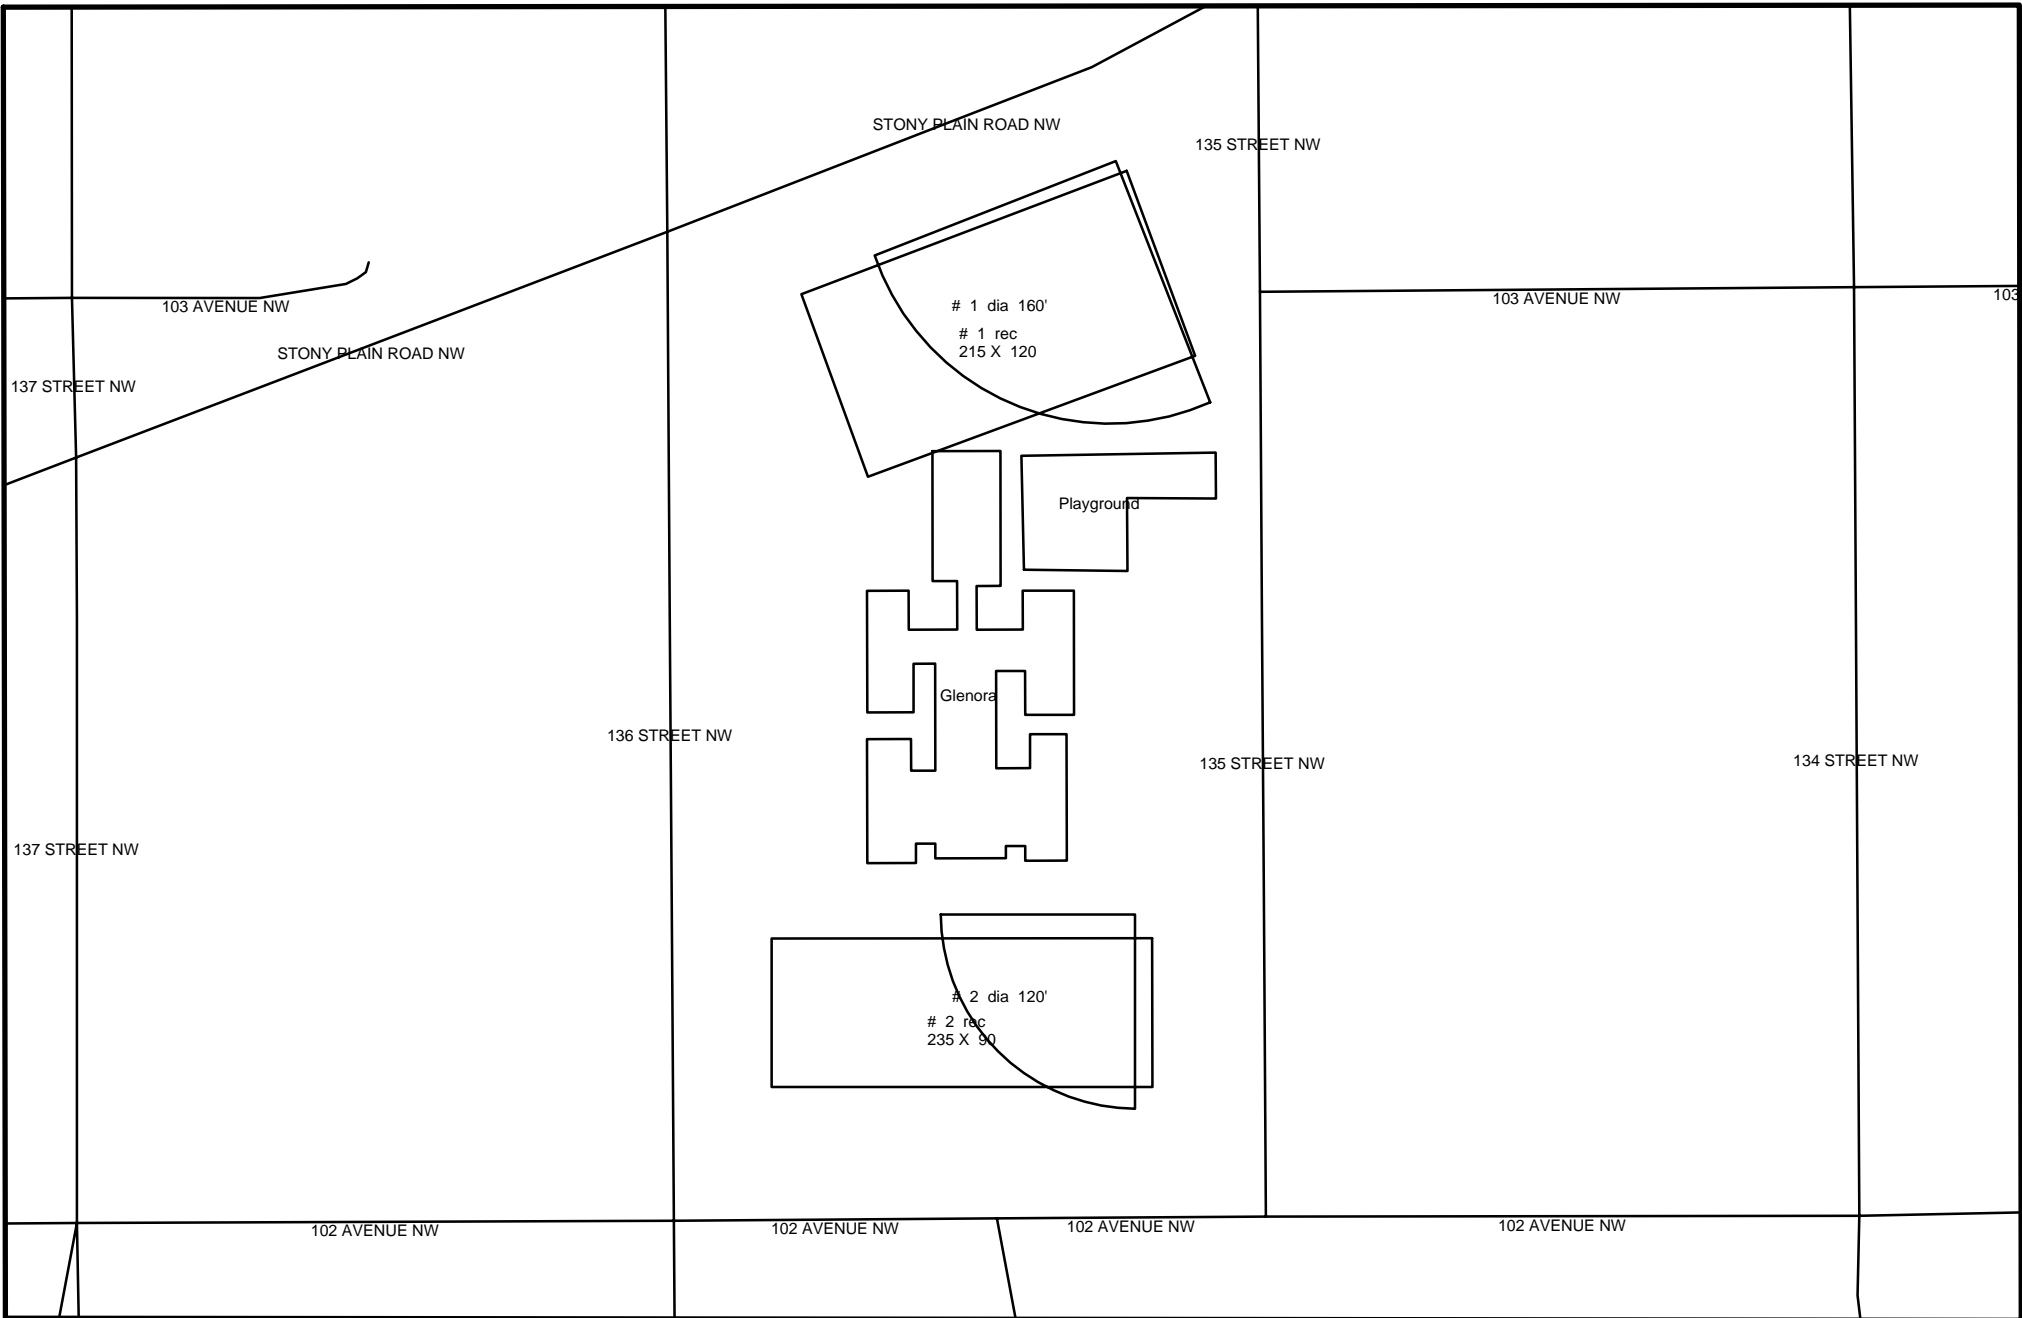 STONY PLAIN ROAD NW
135 STREET NW
103 AVENUE NW
103
# 1 dia 160'
103 AVENUE NW
# 1 rec
215 X 120
STONY PLAIN ROAD NW
137 STREET NW
Playground
Glenora
136 STREET NW
135 STREET NW
134 STREET NW
137 STREET NW
# 2 dia 120'
# 2 rec
235 X 90
102 AVENUE NW
102 AVENUE NW
102 AVENUE NW
102 AVENUE NW